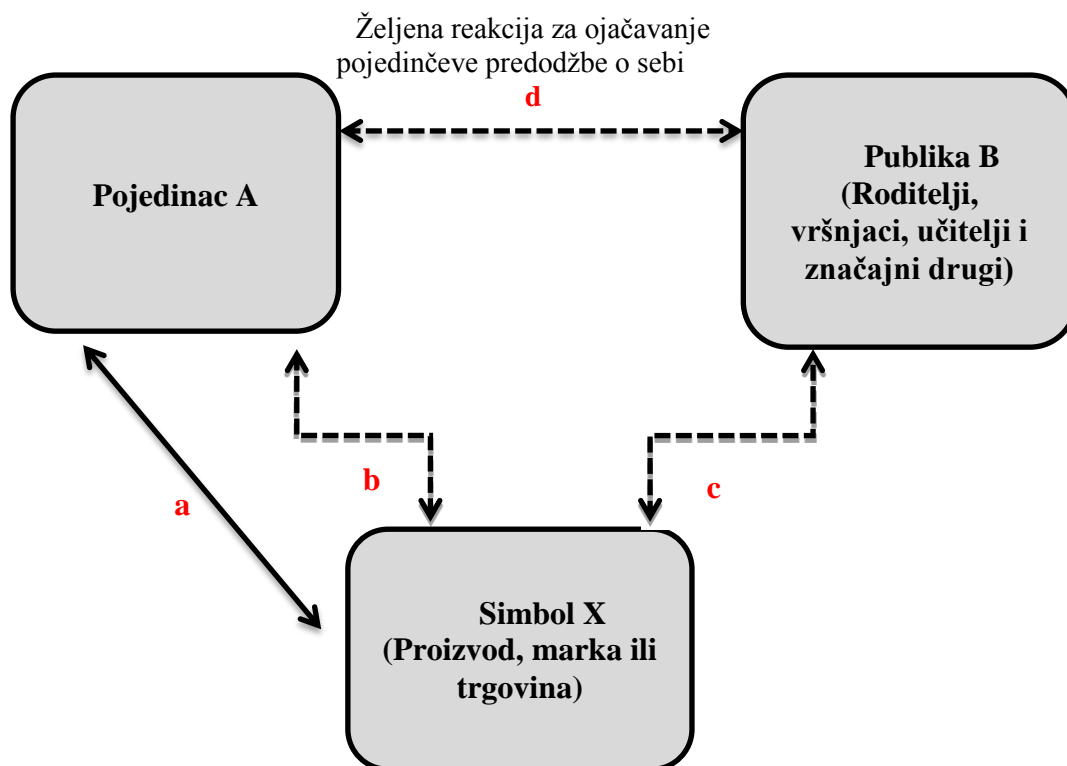 Željena reakcija za ojačavanje
pojedinčeve predodžbe o sebi
d
Pojedinac A
Publika B
(Roditelji,
vršnjaci, učitelji i
značajni drugi)
a
b
c
Simbol X
(Proizvod, marka ili
trgovina)